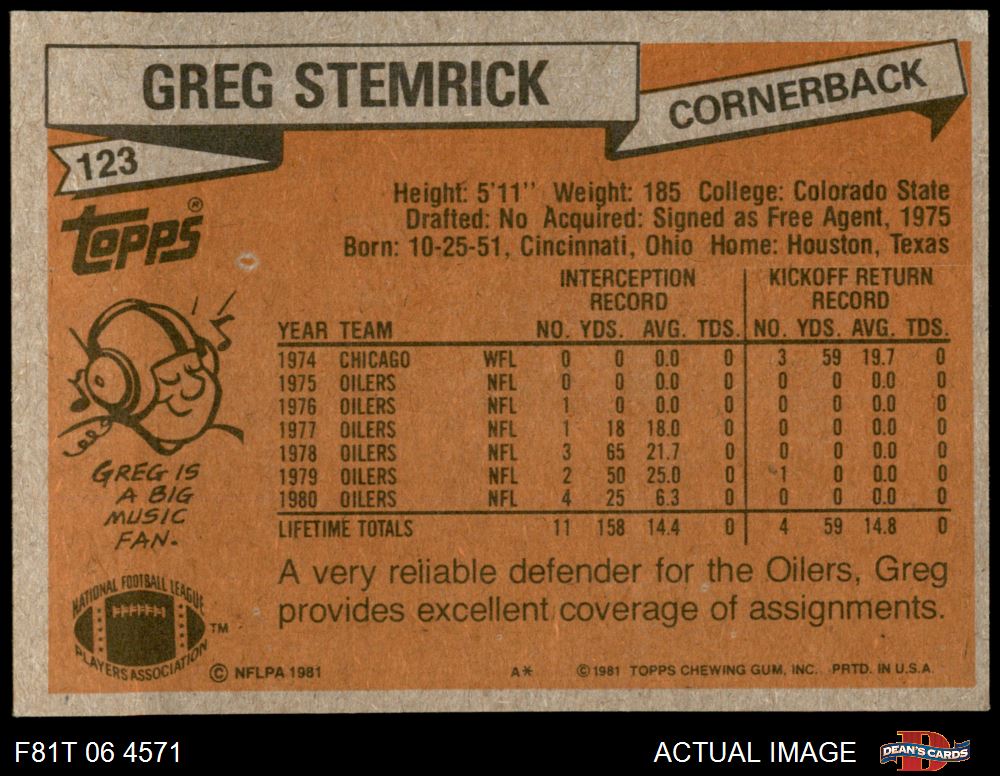 GREG STEMRICK
CORNERBACK
123
TOPPS®
Height: 5'11" Weight: 185 College: Colorado State
Drafted: No Acquired: Signed as Free Agent, 1975
Born: 10-25-51, Cincinnati, Ohio Home: Houston, Texas
INTERCEPTION RECORD KICKOFF RETURN RECORD
YEAR TEAM NO. YDS. AVG. TDS. NO. YDS. AVG. TDS.
1974 CHICAGO WFL 0 0 0.0 0 3 59 19.7 0
1975 OILERS NFL 0 0 0.0 0 0 0 0.0 0
1976 OILERS NFL 1 0 0.0 0 0 0 0.0 0
1977 OILERS NFL 1 18 18.0 0 0 0 0.0 0
1978 OILERS NFL 3 65 21.7 0 0 0 0.0 0
1979 OILERS NFL 2 50 25.0 0 1 0 0.0 0
1980 OILERS NFL 4 25 6.3 0 0 0 0.0 0
LIFETIME TOTALS 11 158 14.4 0 4 59 14.8 0
GREG IS
A BIG
MUSIC
FAN.
A very reliable defender for the Oilers, Greg
provides excellent coverage of assignments.
NATIONAL FOOTBALL LEAGUE
PLAYERS ASSOCIATION
TM
© NFLPA 1981 A* © 1981 TOPPS CHEWING GUM, INC. PRTD. IN U.S.A.
F81T 06 4571 ACTUAL IMAGE
D
DEAN'S CARDS